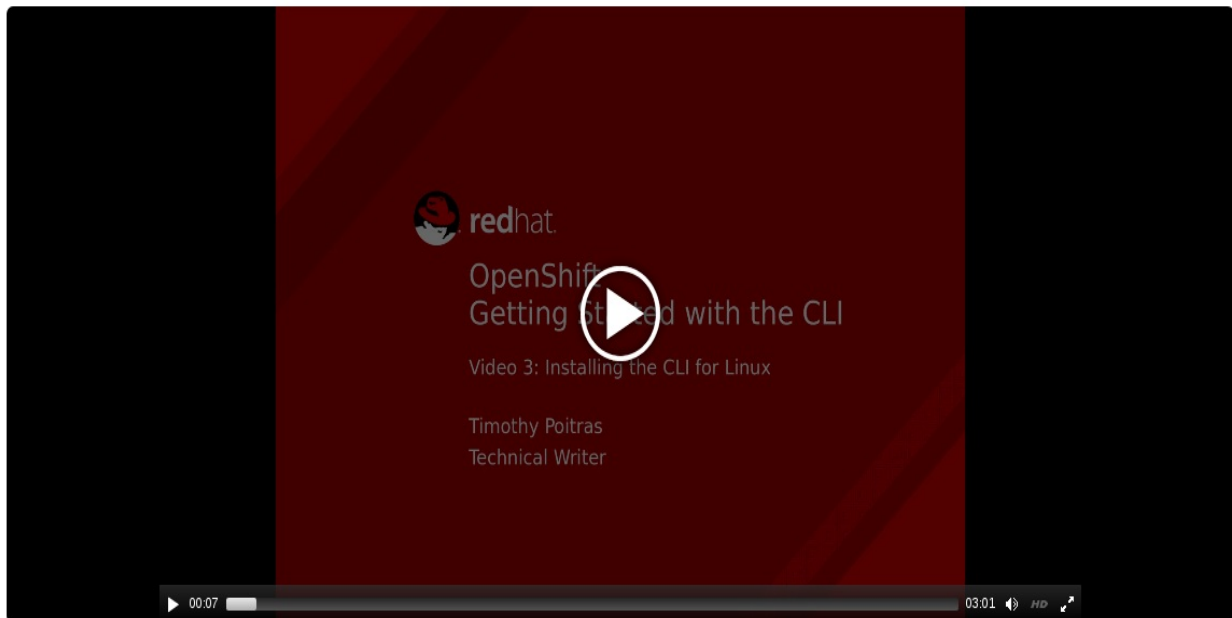 redhat.
OpenShift
Getting Started with the CLI
Video 3: Installing the CLI for Linux
Timothy Poitras
Technical Writer
00:07
03:01
HD